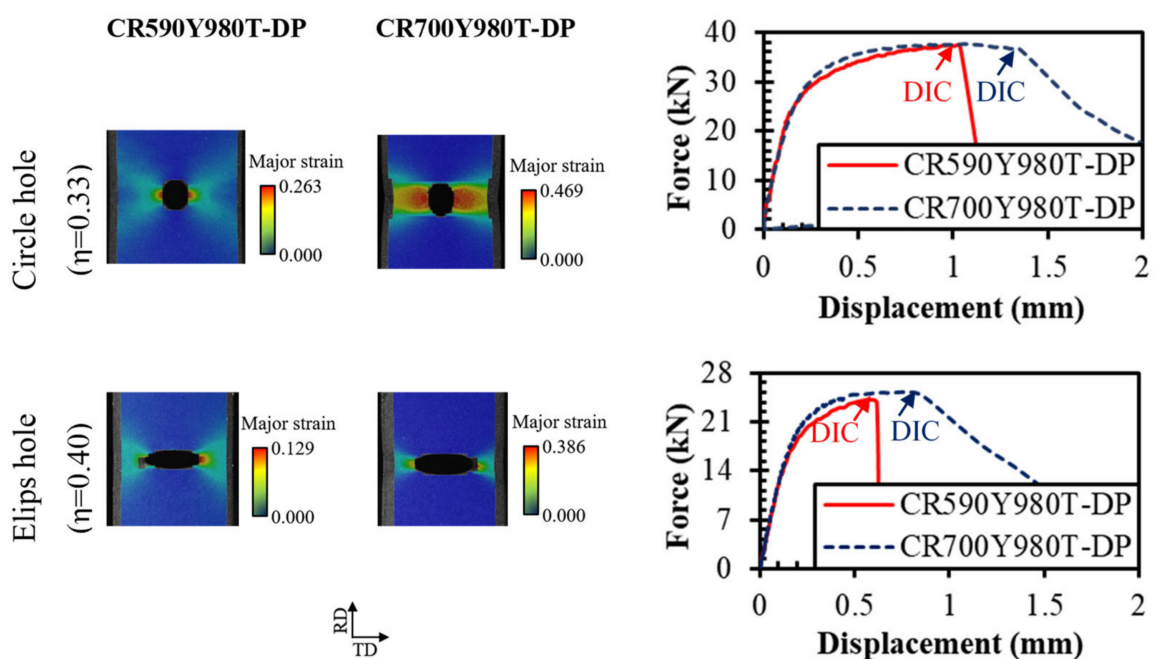 CR590Y980T-DP CR700Y980T-DP
Circle hole
(η=0.33)
Major strain
0.263
0.000
Major strain
0.469
0.000
Force (kN)
40
30
20
10
0
DIC DIC
CR590Y980T-DP
CR700Y980T-DP
0 0.5 1 1.5 2
Displacement (mm)
Elips hole
(η=0.40)
Major strain
0.129
0.000
Major strain
0.386
0.000
Force (kN)
28
21
14
7
0
DIC DIC
CR590Y980T-DP
CR700Y980T-DP
0 0.5 1 1.5 2
Displacement (mm)
RD
TD